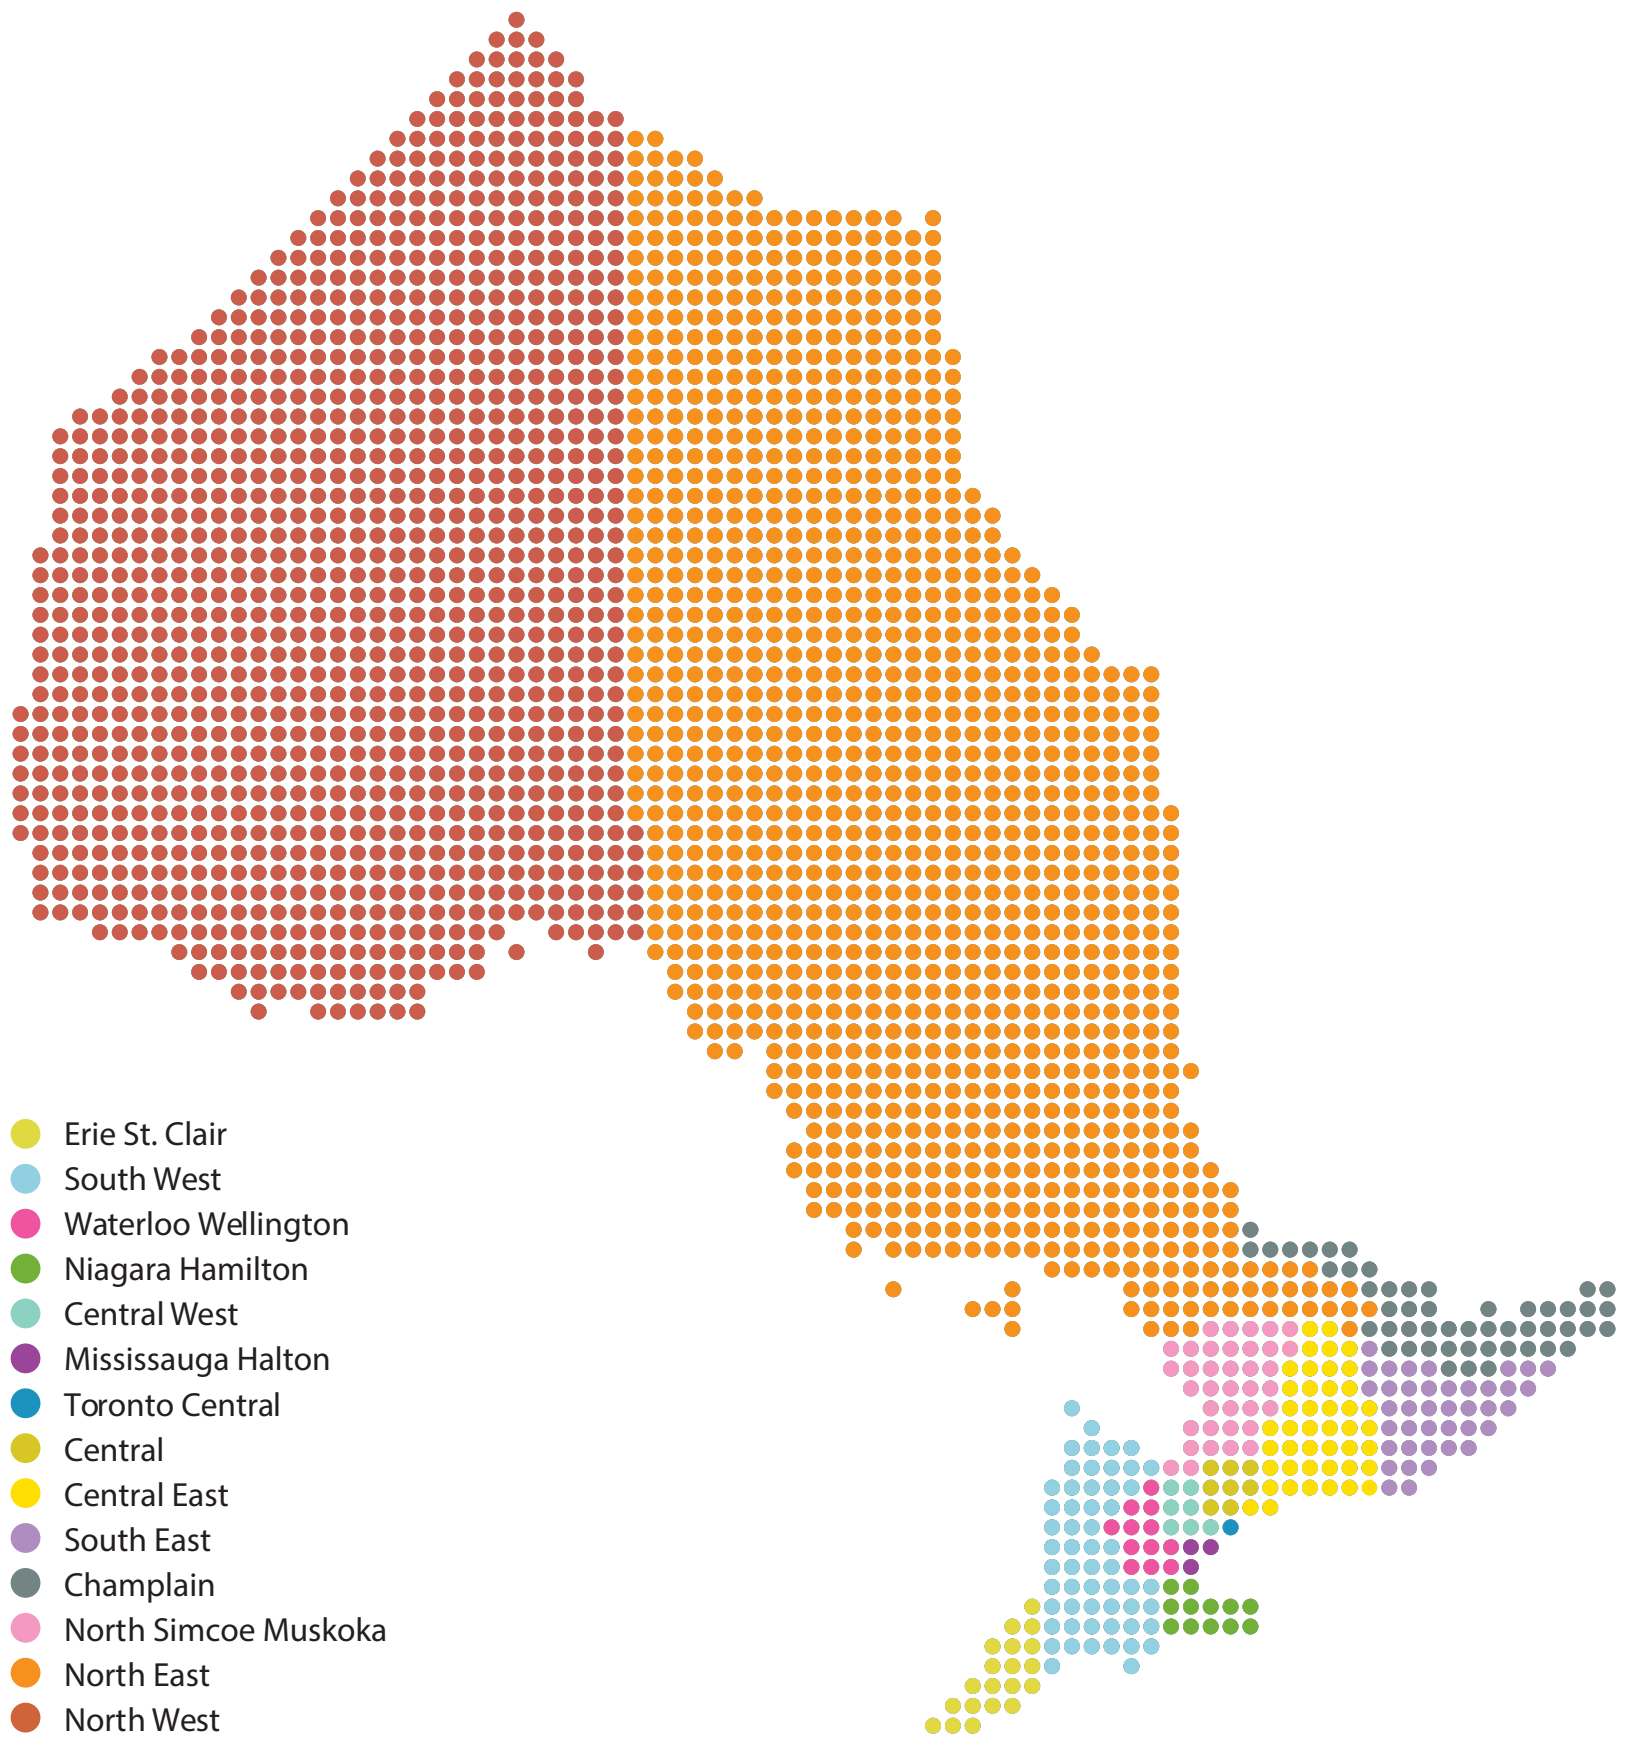 Erie St. Clair
South West
Waterloo Wellington
Niagara Hamilton
Central West
Mississauga Halton
Toronto Central
Central
Central East
South East
Champlain
North Simcoe Muskoka
North East
North West